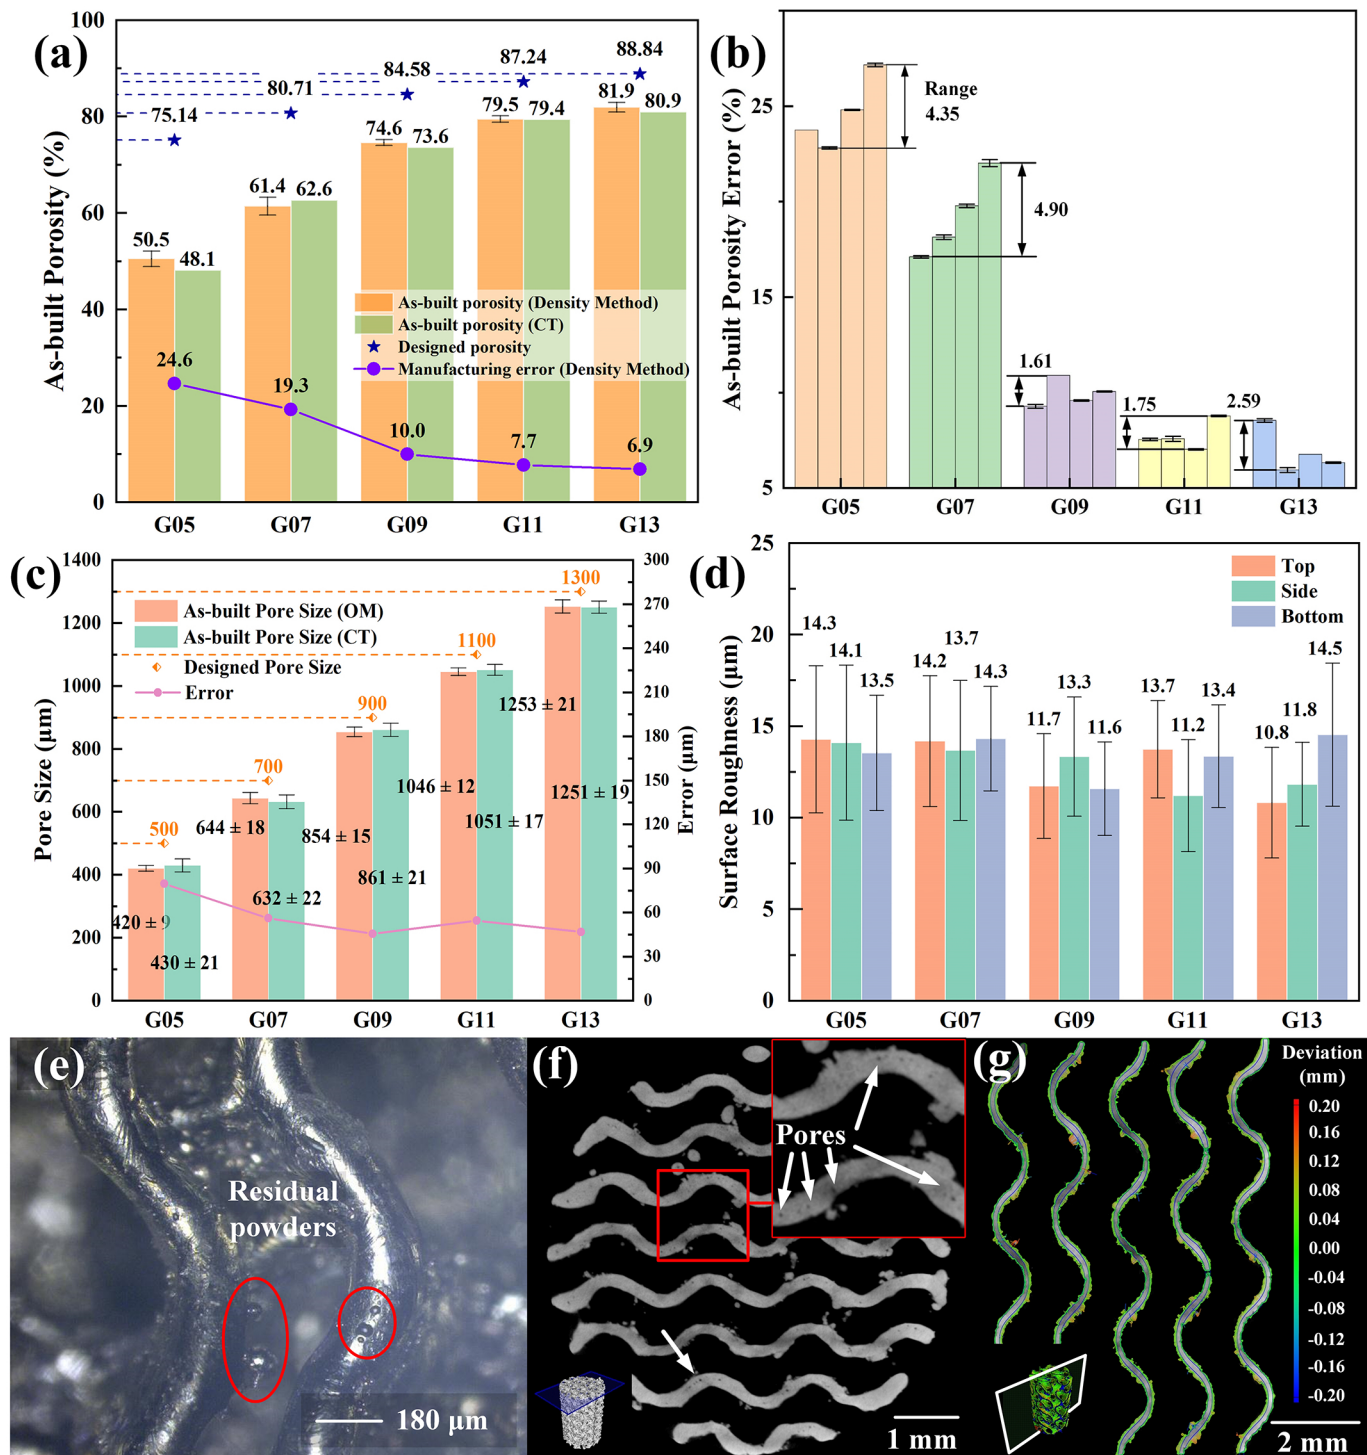 (a)
As-built Porosity (%)
100
80
60
40
20
0
75.14
80.71
84.58
87.24
88.84
50.5
48.1
61.4
62.6
74.6
73.6
79.5
79.4
81.9
80.9
As-built porosity (Density Method)
As-built porosity (CT)
Designed porosity
Manufacturing error (Density Method)
24.6
19.3
10.0
7.7
6.9
G05
G07
G09
G11
G13
(b)
As-built Porosity Error (%)
25
15
5
Range
4.35
4.90
1.61
1.75
2.59
G05
G07
G09
G11
G13
(c)
Pore Size (μm)
1400
1200
1000
800
600
400
200
0
As-built Pore Size (OM)
As-built Pore Size (CT)
Designed Pore Size
Error
500
700
900
1100
1300
420 ± 9
430 ± 21
644 ± 18
632 ± 22
854 ± 15
861 ± 21
1046 ± 12
1051 ± 17
1253 ± 21
1251 ± 19
300
270
240
210
180
150
120
90
60
30
0
Error (μm)
G05
G07
G09
G11
G13
(d)
Surface Roughness (μm)
25
20
15
10
5
0
Top
Side
Bottom
14.3
14.1
13.5
14.2
13.7
14.3
11.7
13.3
11.6
13.7
11.2
13.4
10.8
11.8
14.5
G05
G07
G09
G11
G13
(e)
Residual
powders
180 μm
(f)
Pores
1 mm
(g)
Deviation
(mm)
0.20
0.16
0.12
0.08
0.04
0.00
-0.04
-0.08
-0.12
-0.16
-0.20
2 mm